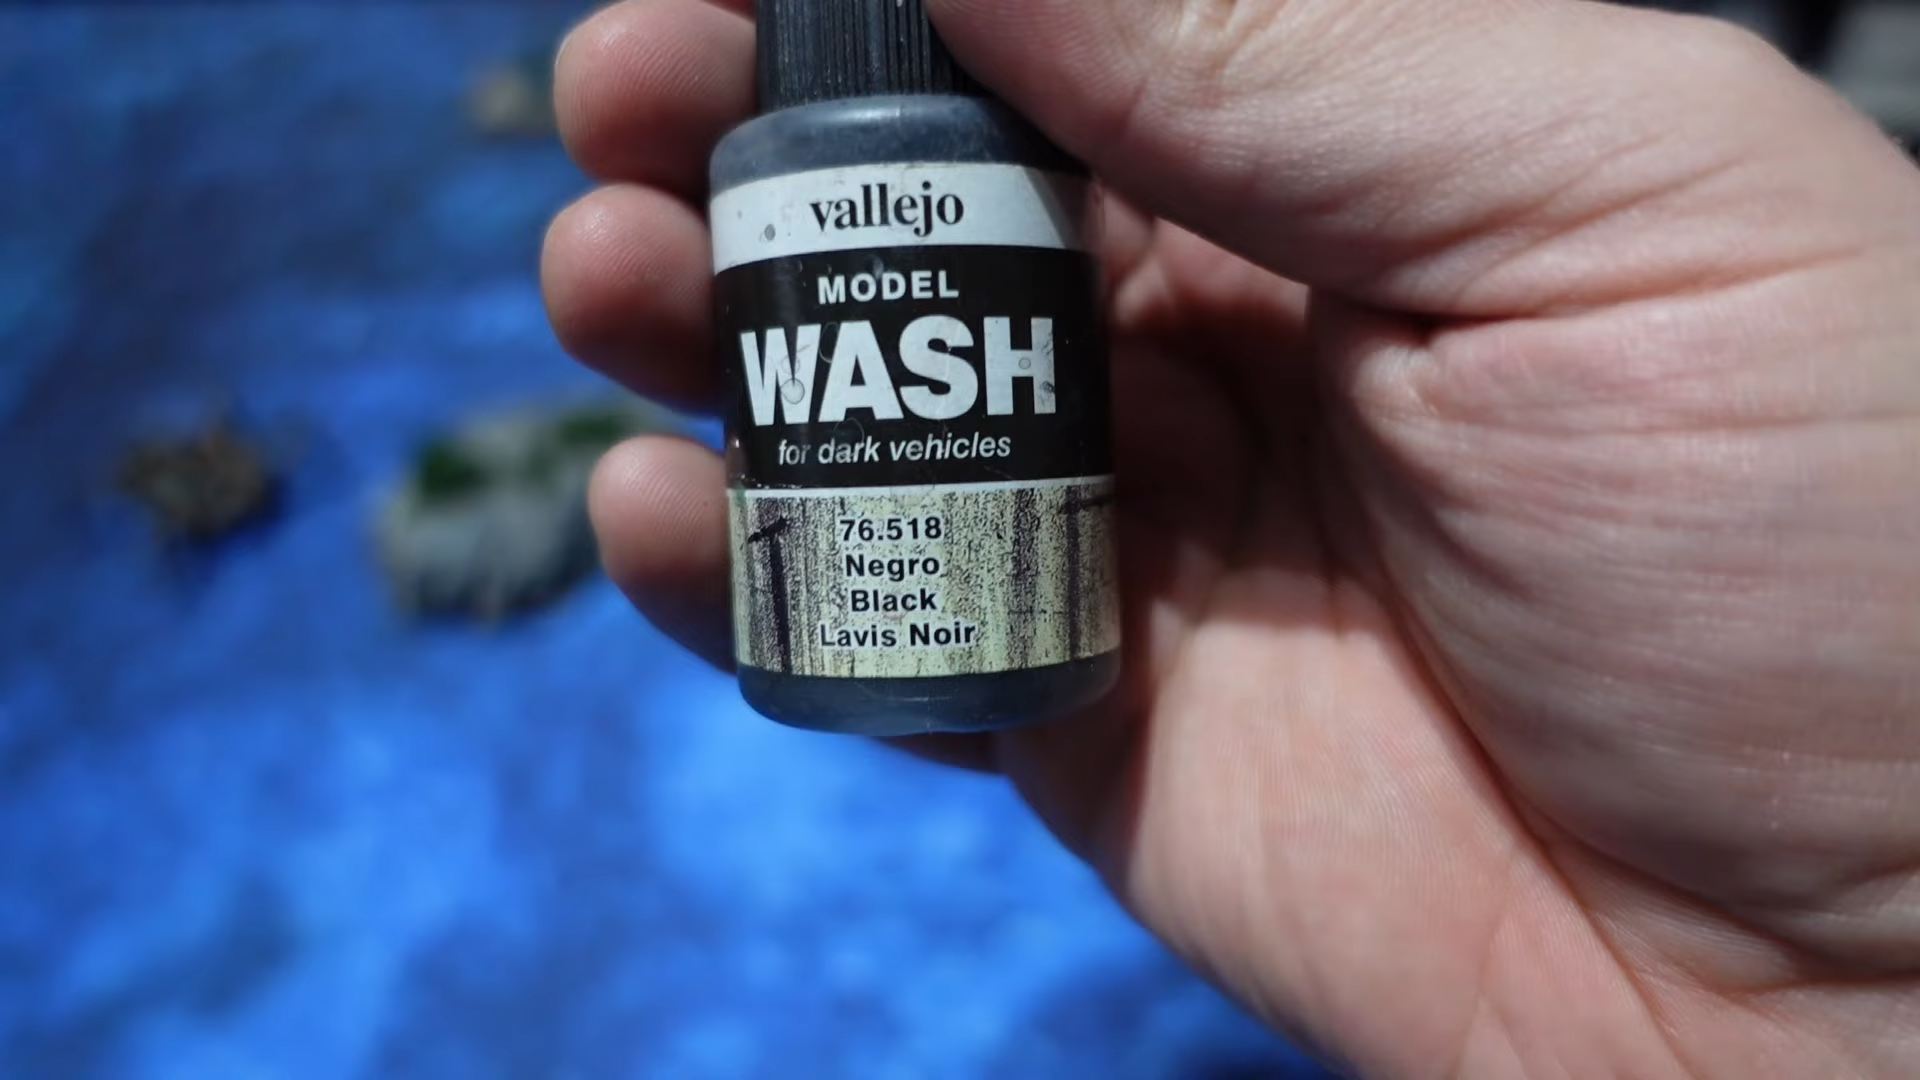 vallejo
MODEL
WASH
for dark vehicles
76.518
Negro
Black
Lavis Noir